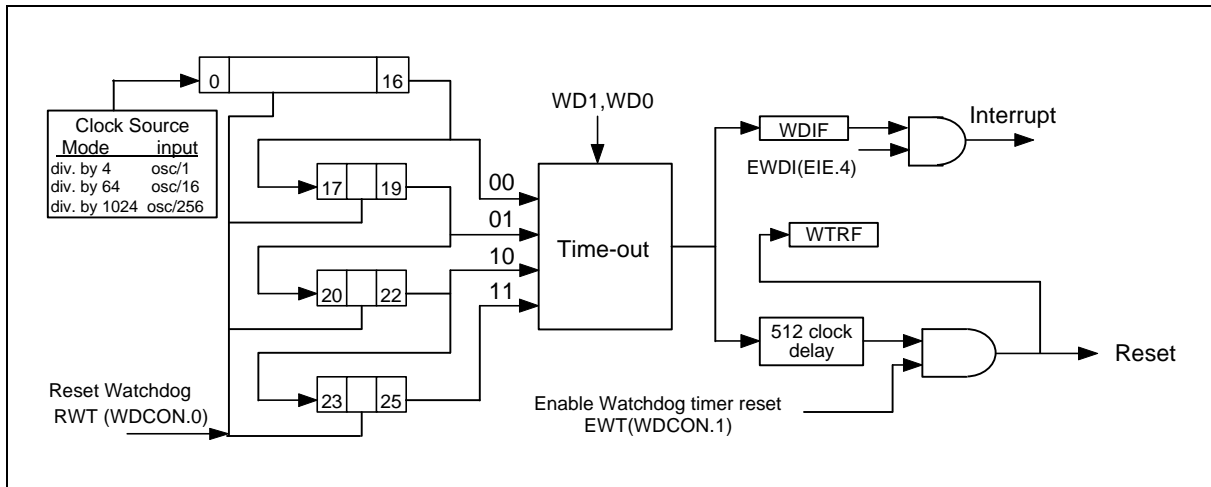 0 16
Clock Source
Mode input
div. by 4 osc/1
div. by 64 osc/16
div. by 1024 osc/256
17 19
20 22
23 25
Reset Watchdog
RWT (WDCON.0)
WD1,WD0
00
01
10
11
Time-out
WDIF
EWDI(EIE.4)
Interrupt
WTRF
512 clock
delay
Reset
Enable Watchdog timer reset
EWT(WDCON.1)